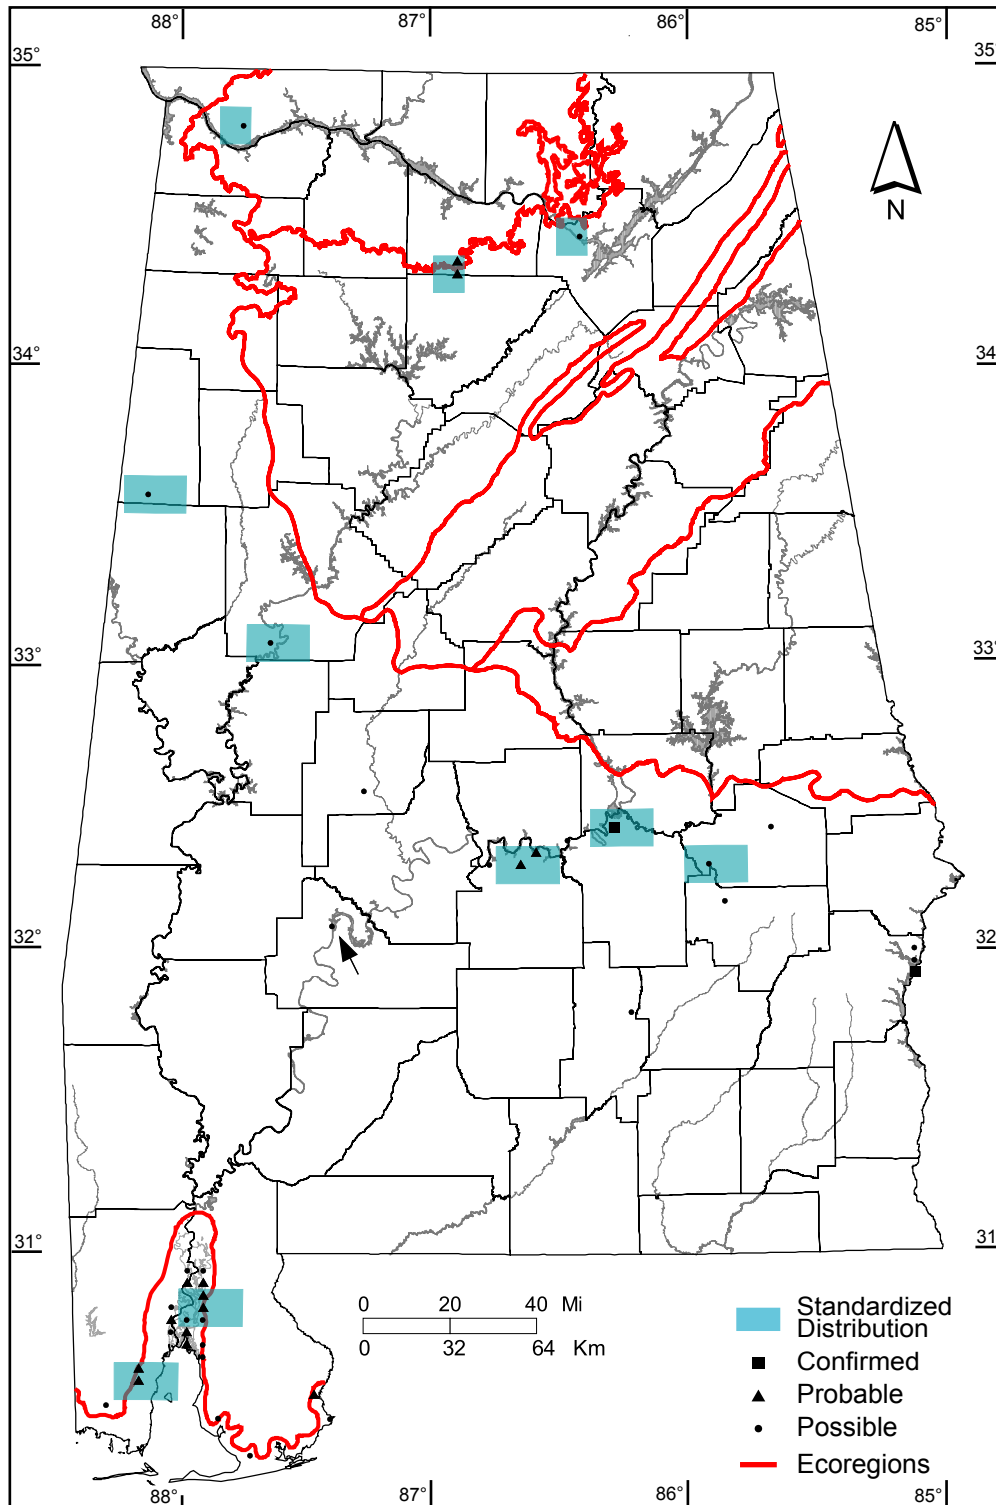 88° 87° 86° 85°
35° 35°
N
34° 34
33° 33
32° 32
31° 31
0 20 40 Mi
0 32 64 Km
Standardized
Distribution
Confirmed
Probable
Possible
Ecoregions
88° 87° 86° 85°